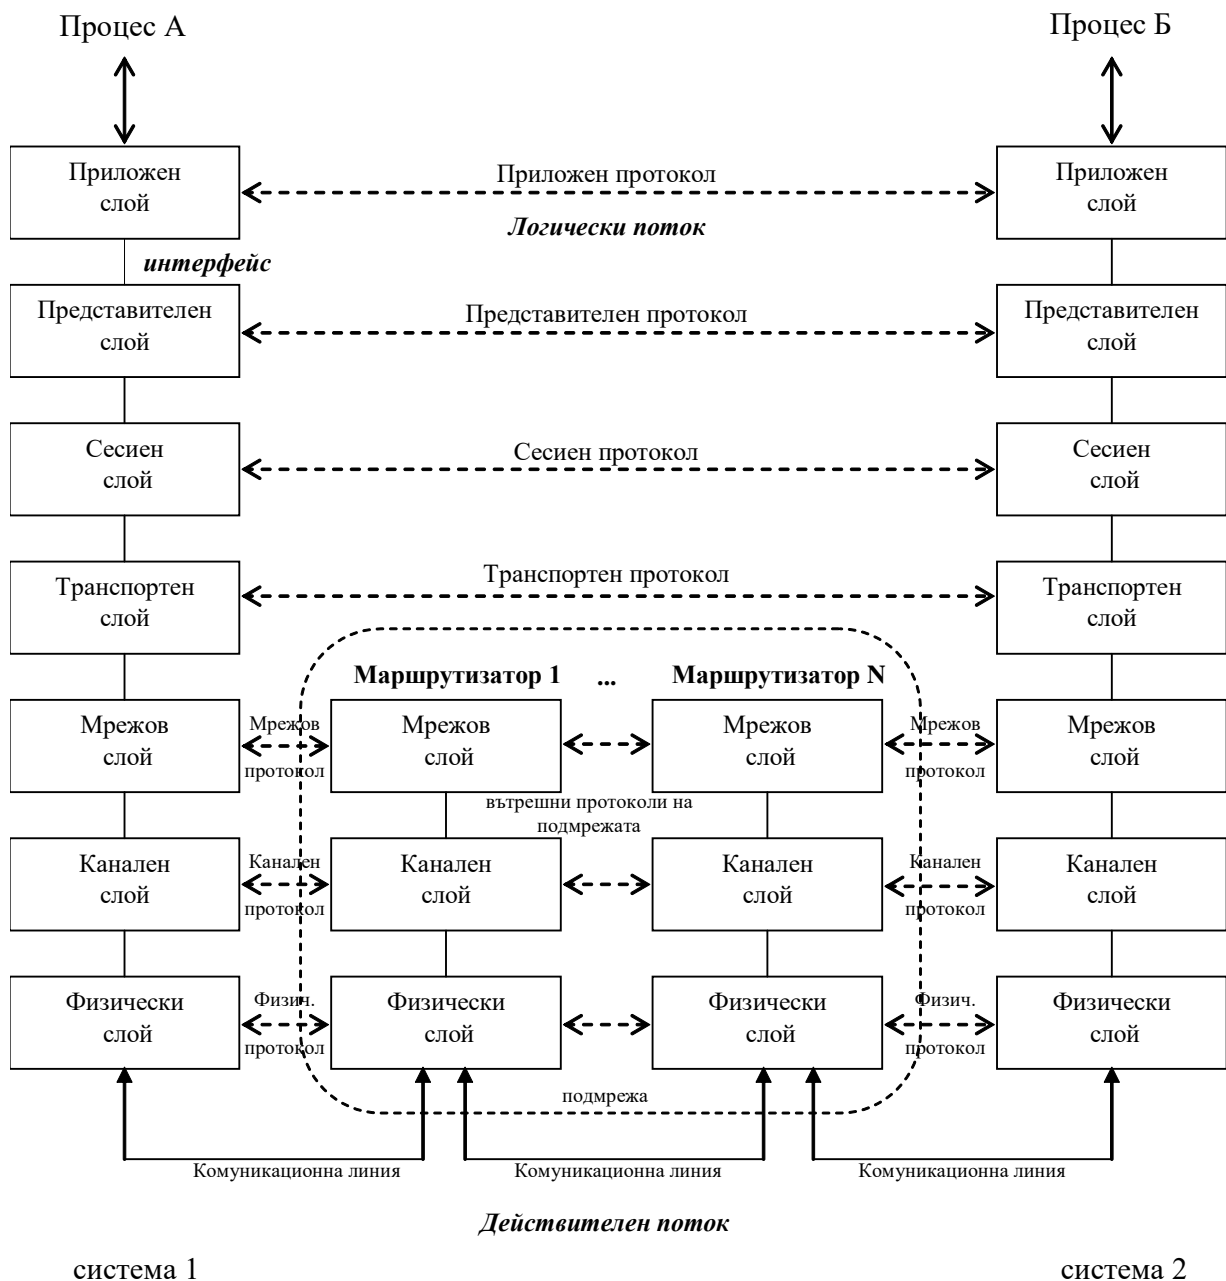 Процес А
Процес Б
Приложен
слой
Приложен протокол
Приложен
слой
Логически поток
интерфейс
Представителен
слой
Представителен протокол
Представителен
слой
Сесиен
слой
Сесиен протокол
Сесиен
слой
Транспортен
слой
Транспортен протокол
Транспортен
слой
Маршрутизатор 1 ... Маршрутизатор N
Мрежов
слой
Мрежов
протокол
Мрежов
слой
Мрежов
слой
Мрежов
протокол
Мрежов
слой
вътрешни протоколи на
подмрежата
Канален
слой
Канален
протокол
Канален
слой
Канален
слой
Канален
протокол
Канален
слой
Физически
слой
Физич.
протокол
Физически
слой
Физически
слой
Физич.
протокол
Физически
слой
подмрежа
Комуникационна линия
Комуникационна линия
Комуникационна линия
Действителен поток
система 1
система 2